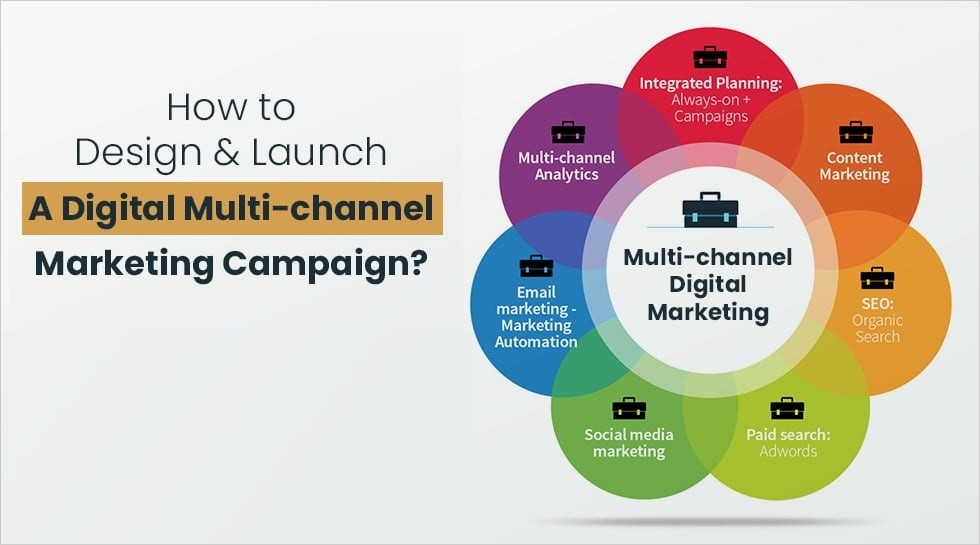 How to
Design & Launch
A Digital Multi-channel
Marketing Campaign?
Integrated Planning:
Always-on +
Campaigns
Content
Marketing
SEO:
Organic
Search
Paid search:
Adwords
Social media
marketing
Email
marketing -
Marketing
Automation
Multi-channel
Analytics
Multi-channel
Digital
Marketing